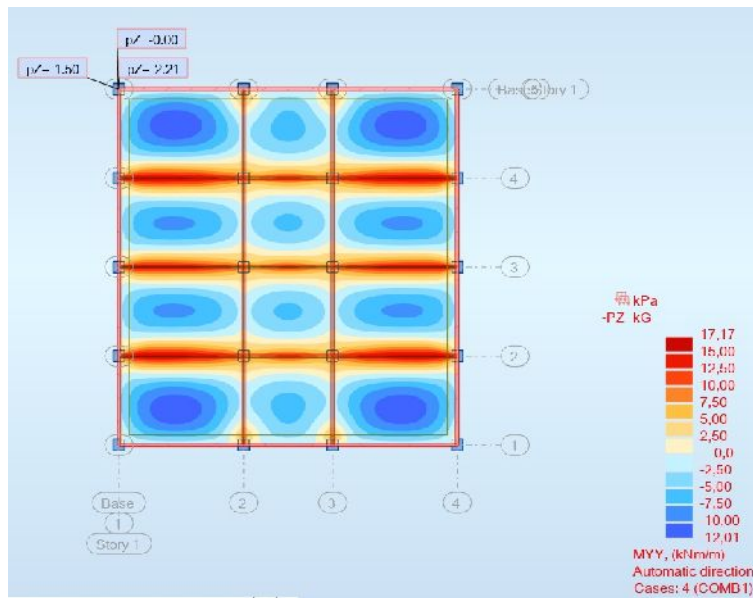 pZ -0.00
pZ=-1.50
pZ=-2.21
Base
Story 1
4
3
2
1
Base
2
3
4
1
Story 1
kPa
-PZ kG
17,17
15,00
12,50
10,00
7,50
5,00
2,50
0,0
-2,50
-5,00
-7,50
10,00
12,01
MYY, (kNm/m)
Automatic direction
Cases: 4 (COMB1)